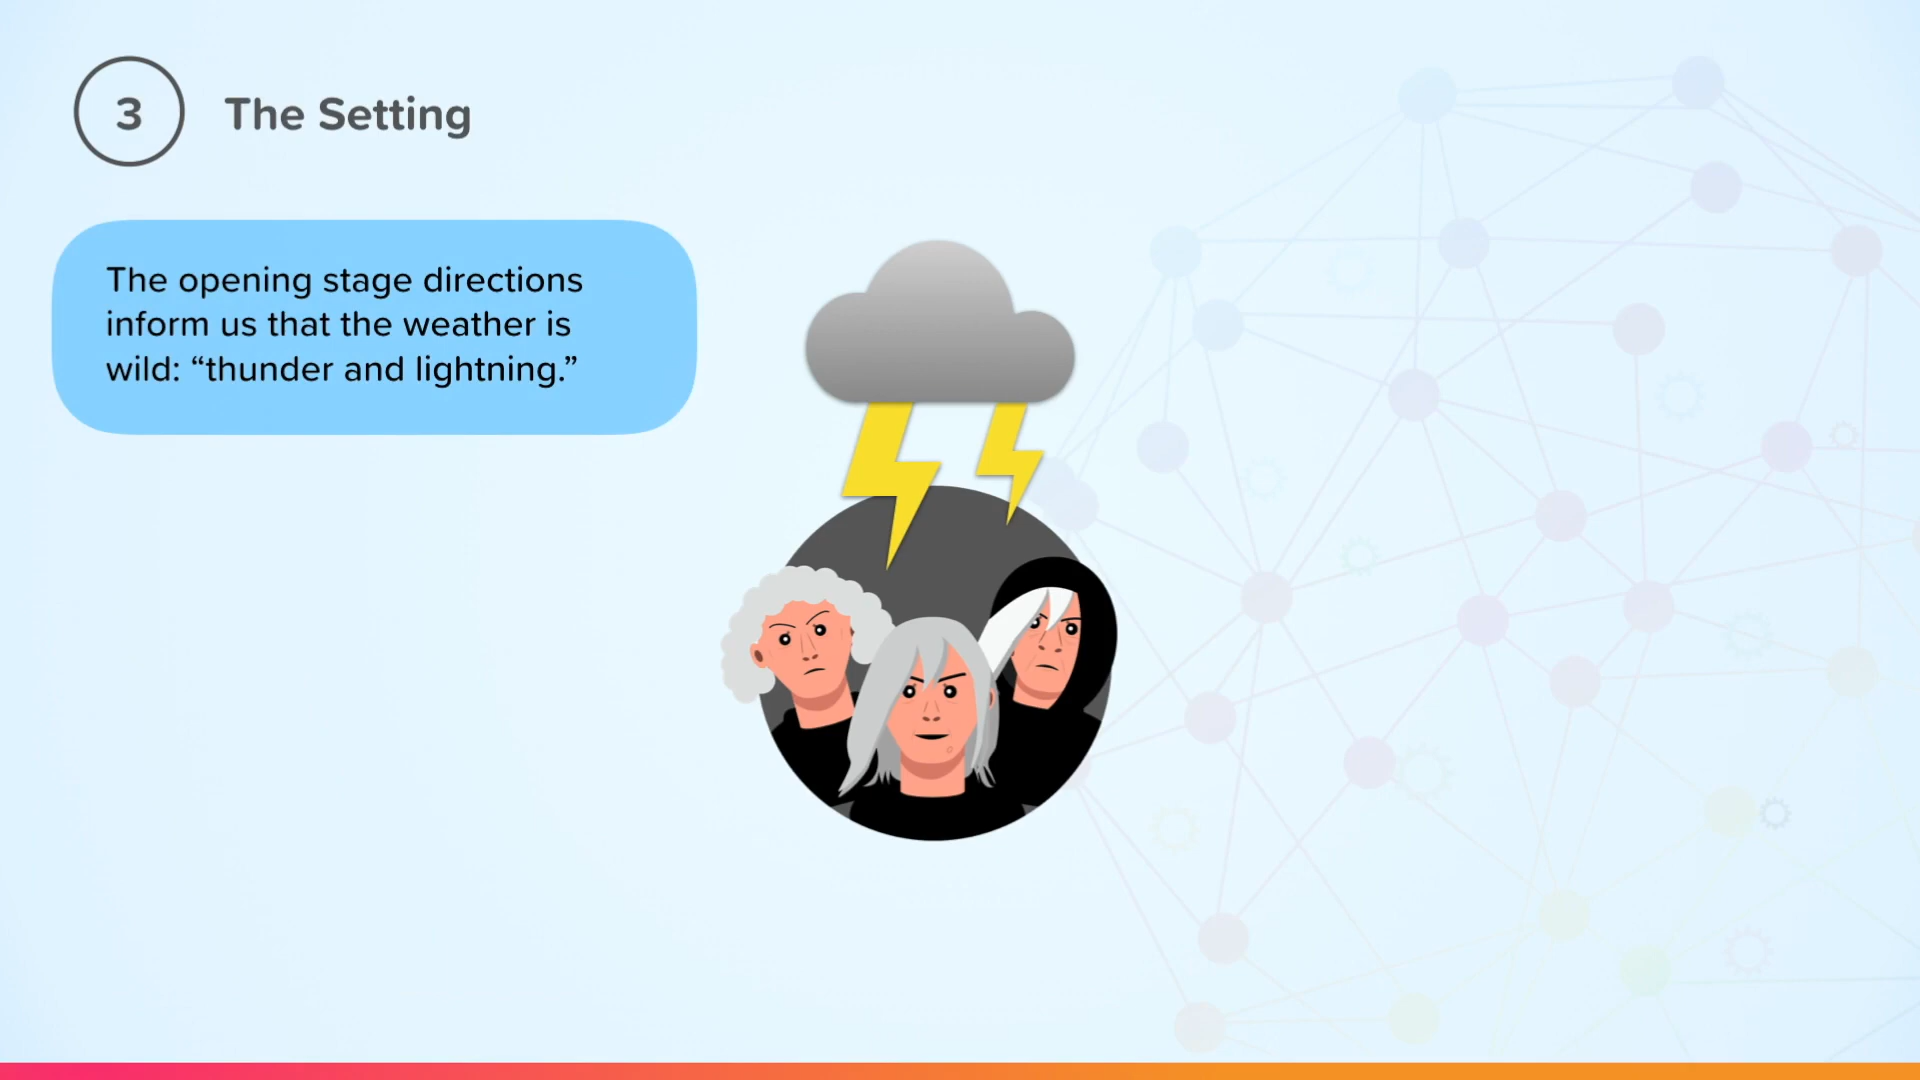 3
The Setting
The opening stage directions
inform us that the weather is
wild: “thunder and lightning.”